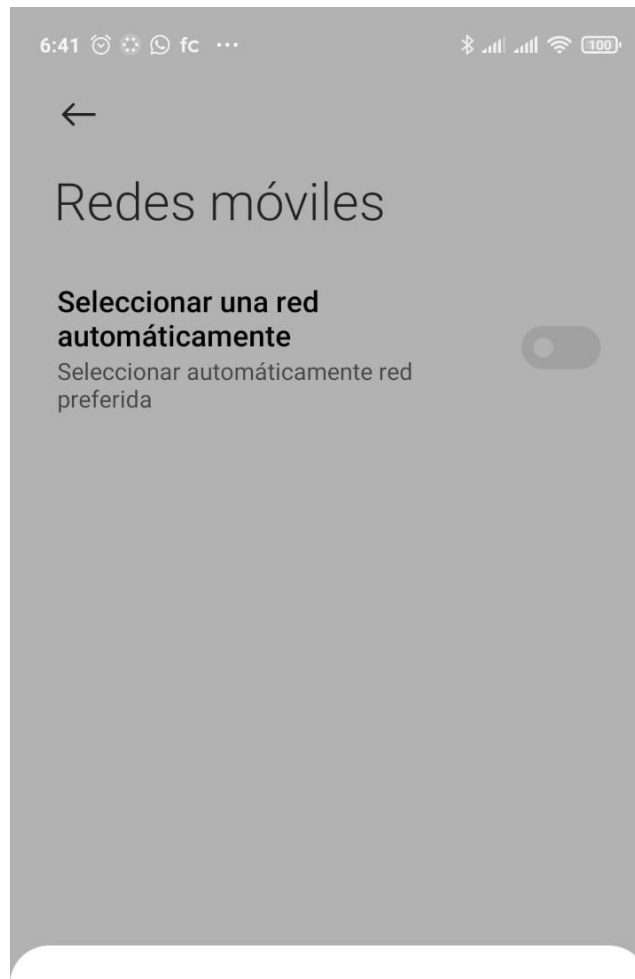 6:41 fc ...
100
Redes móviles
Seleccionar una red
automáticamente
Seleccionar automáticamente red
preferida